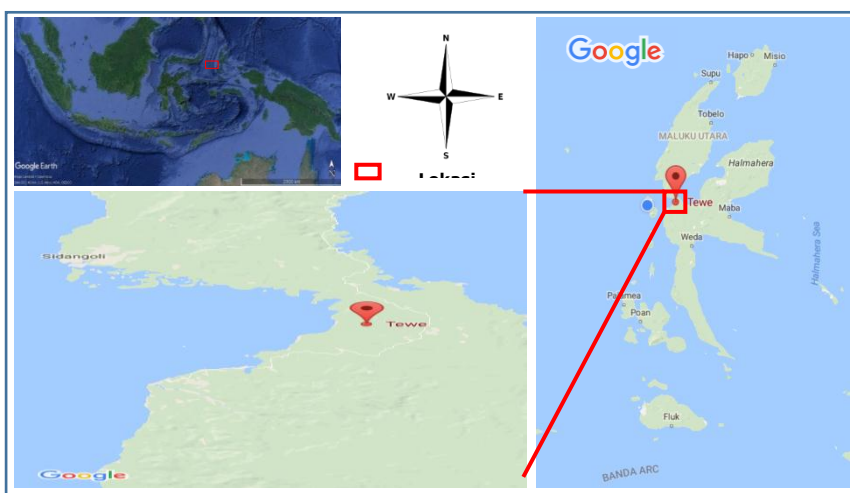 Google Earth
N
W
E
S
Lokasi
Sidangoli
Tewe
Google
Google
Hapo
Misio
Supu
Tobelo
MALUKU UTARA
Halmahera
Tewe
Maba
Weda
Halmahera Sea
Poan
Fluk
BANDA ARC